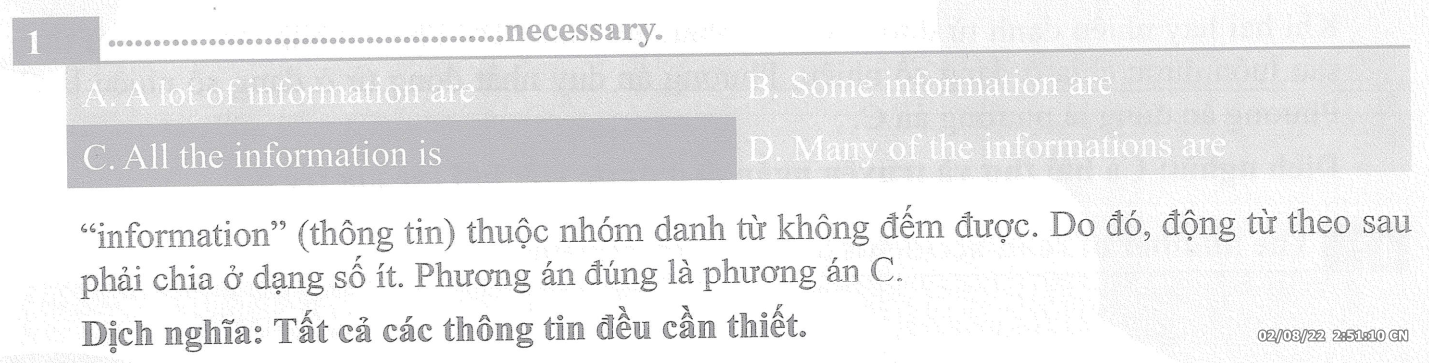 1 ............................................necessary.
A. A lot of information are B. Some information are
C. All the information is D. Many of the informations are
“information” (thông tin) thuộc nhóm danh từ không đếm được. Do đó, động từ theo sau
phải chia ở dạng số ít. Phương án đúng là phương án C.
Dịch nghĩa: Tất cả các thông tin đều cần thiết.
02/08/22 2:51:10 CN